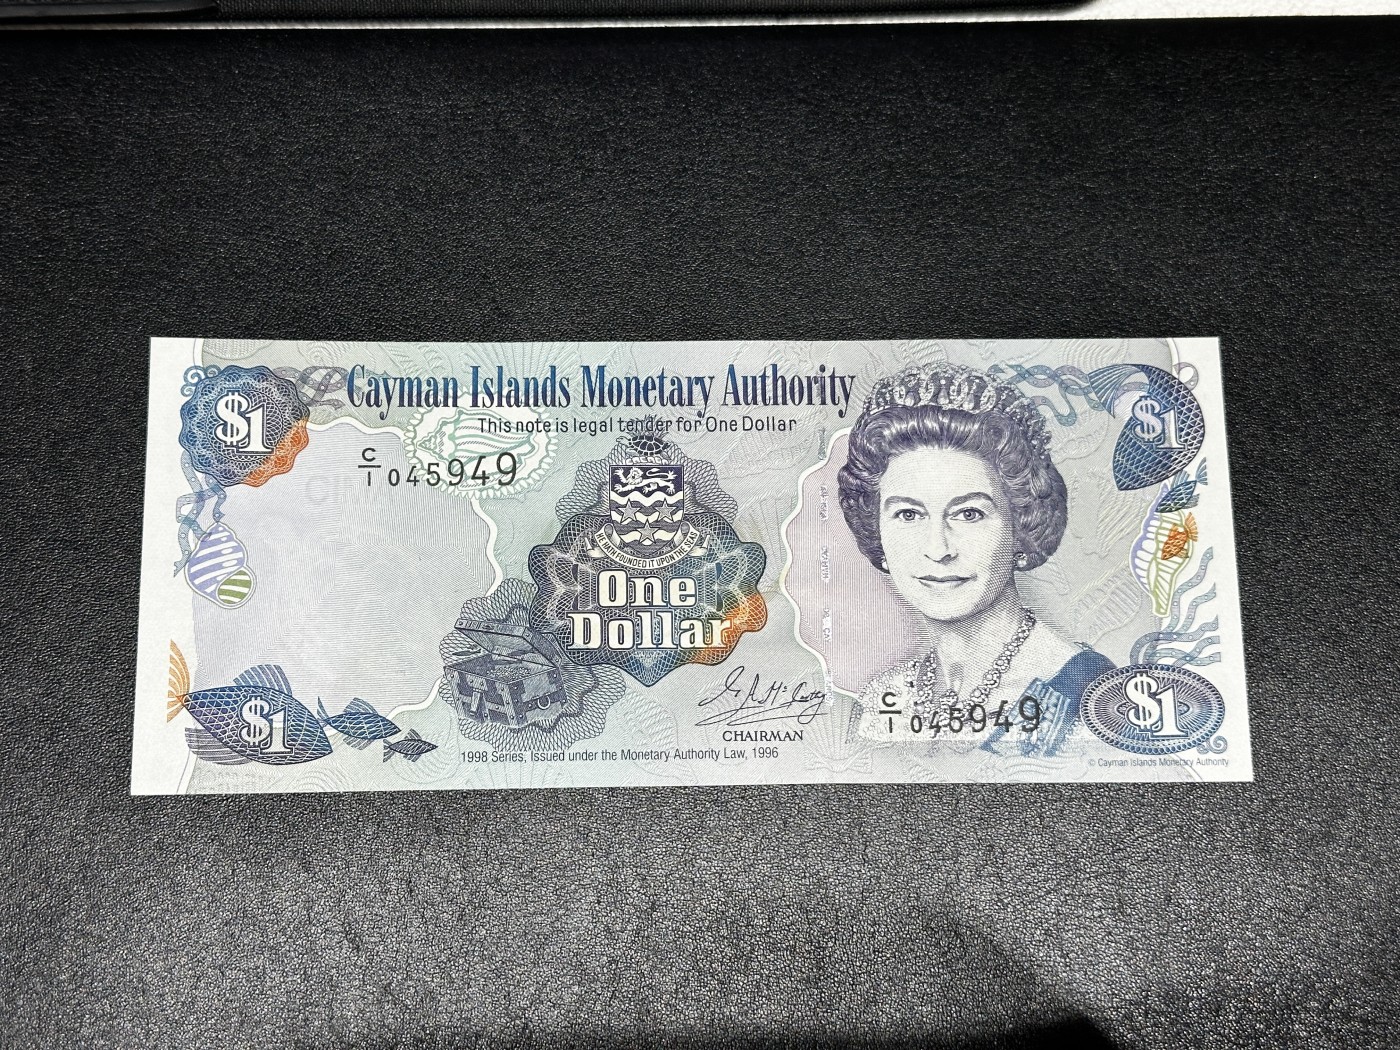 $1
Cayman Islands Monetary Authority
This note is legal tender for One Dollar
$1
C/1 045949
HE HATH FOUNDED IT UPON THE SEAS
One
Dollar
$1
CHAIRMAN
C/1 045949
$1
1998 Series, Issued under the Monetary Authority Law, 1996
© Cayman Islands Monetary Authority